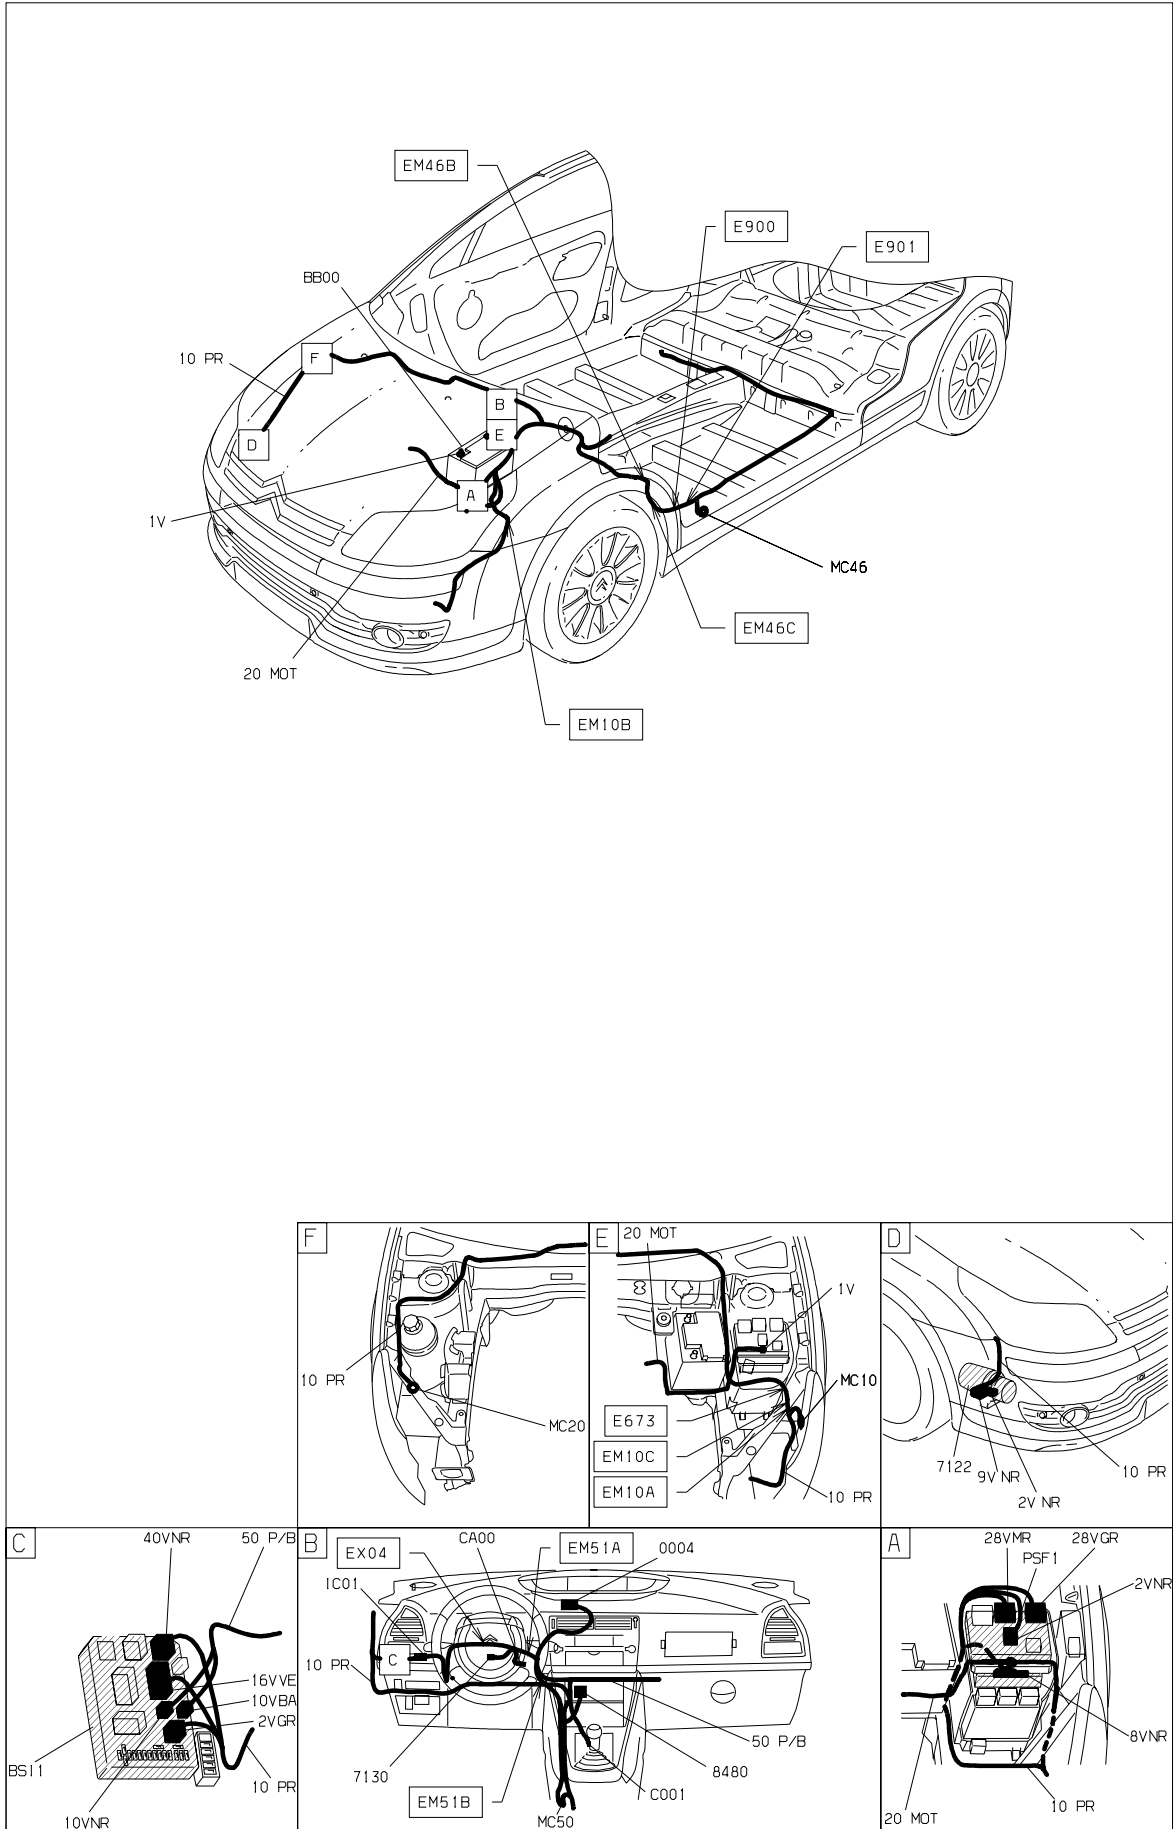 EM46B
E900
E901
BB00
10 PR
F
B
E
D
A
1V
MC46
EM46C
20 MOT
EM10B
F
10 PR
MC20
E
20 MOT
1V
MC10
E673
EM10C
EM10A
10 PR
D
7122
9V NR
2V NR
10 PR
C
40VNR
50 P/B
16VVE
10VBA
2VGR
BSI1
10 PR
10VNR
B
EX04
CA00
EM51A
0004
1C01
C
10 PR
7130
EM51B
MC50
C001
8480
50 P/B
A
28VMR
28VGR
PSF1
2VNR
8VNR
10 PR
20 MOT